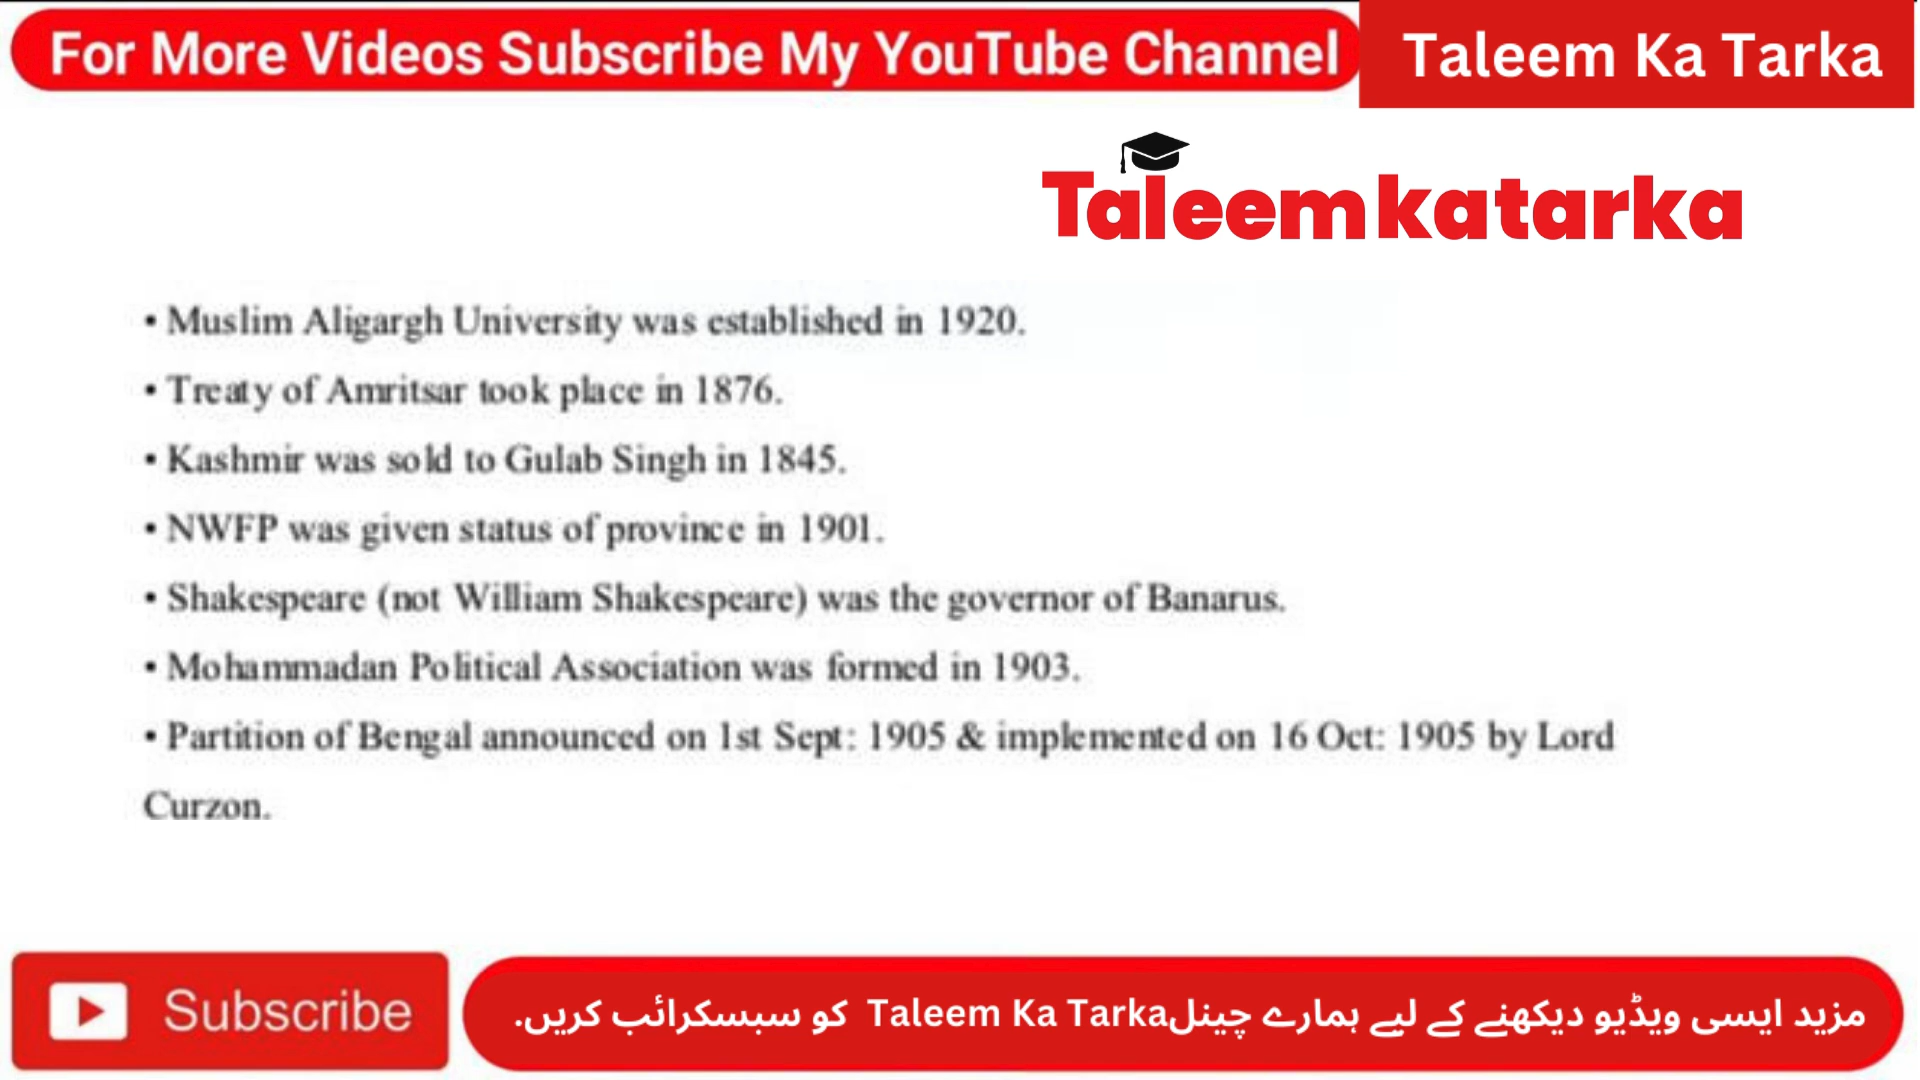 For More Videos Subscribe My YouTube Channel
Taleem Ka Tarka
Taleemkatarka
• Muslim Aligargh University was established in 1920.
• Treaty of Amritsar took place in 1876.
• Kashmir was sold to Gulab Singh in 1845.
• NWFP was given status of province in 1901.
• Shakespeare (not William Shakespeare) was the governor of Banarus.
• Mohammadan Political Association was formed in 1903.
• Partition of Bengal announced on 1st Sept: 1905 & implemented on 16 Oct: 1905 by Lord
Curzon.
Subscribe
مزید ایسی ویڈیو دیکھنے کے لیے ہمارے چینل Taleem Ka Tarka کو سبسکرائب کریں.